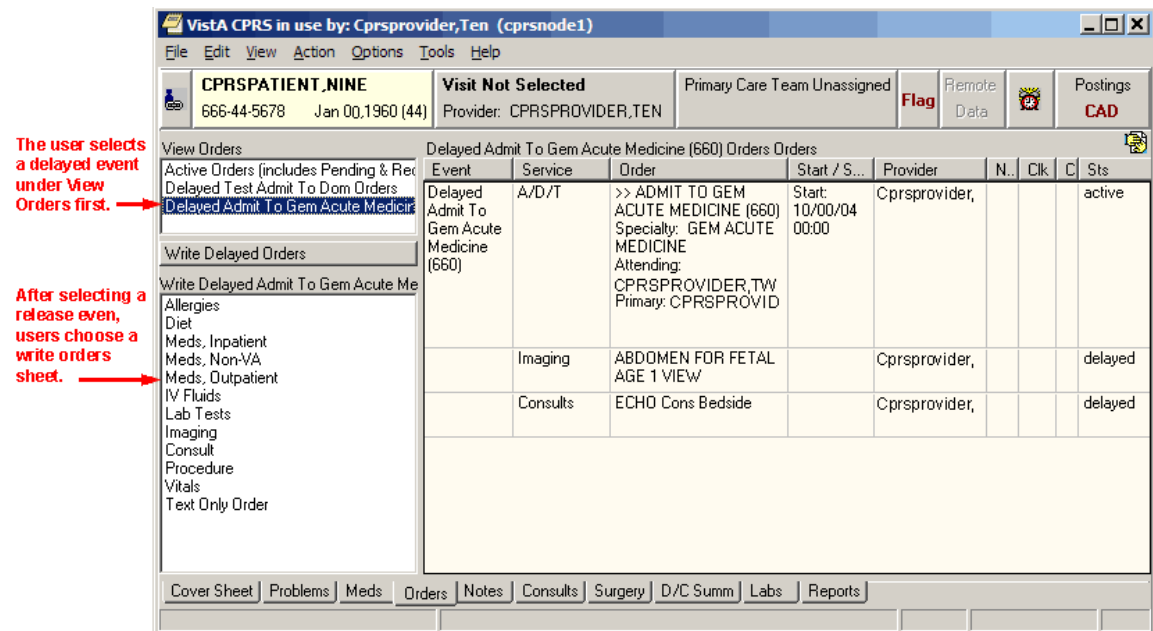 VistA CPRS in use by: Cprsprovider,Ten (cprsnode1)
File Edit View Action Options Tools Help
CPRSPATIENT,NINE
666-44-5678 Jan 00,1960 (44)
Visit Not Selected
Provider: CPRSPROVIDER,TEN
Primary Care Team Unassigned
Flag
Remote
Data
Postings
CAD
The user selects
a delayed event
under View
Orders first.
View Orders
Active Orders (includes Pending & Rec
Delayed Test Admit To Dom Orders
Delayed Admit To Gem Acute Medicin
Write Delayed Orders
After selecting a
release even,
users choose a
write orders
sheet.
Write Delayed Admit To Gem Acute Me
Allergies
Diet
Meds, Inpatient
Meds, Non-VA
Meds, Outpatient
IV Fluids
Lab Tests
Imaging
Consult
Procedure
Vitals
Text Only Order
Delayed Admit To Gem Acute Medicine (660) Orders Orders
Event Service Order Start / S... Provider N.. Clk C Sts
Delayed
Admit To
Gem Acute
Medicine
(660)
A/D/T
>> ADMIT TO GEM
ACUTE MEDICINE (660)
Specialty: GEM ACUTE
MEDICINE
Attending:
CPRSPROVIDER,TW
Primary: CPRSPROVID
Start:
10/00/04
00:00
Cprsprovider,
active
Imaging
ABDOMEN FOR FETAL
AGE 1 VIEW
Cprsprovider,
delayed
Consults
ECHO Cons Bedside
Cprsprovider,
delayed
Cover Sheet Problems Meds Orders Notes Consults Surgery D/C Summ Labs Reports